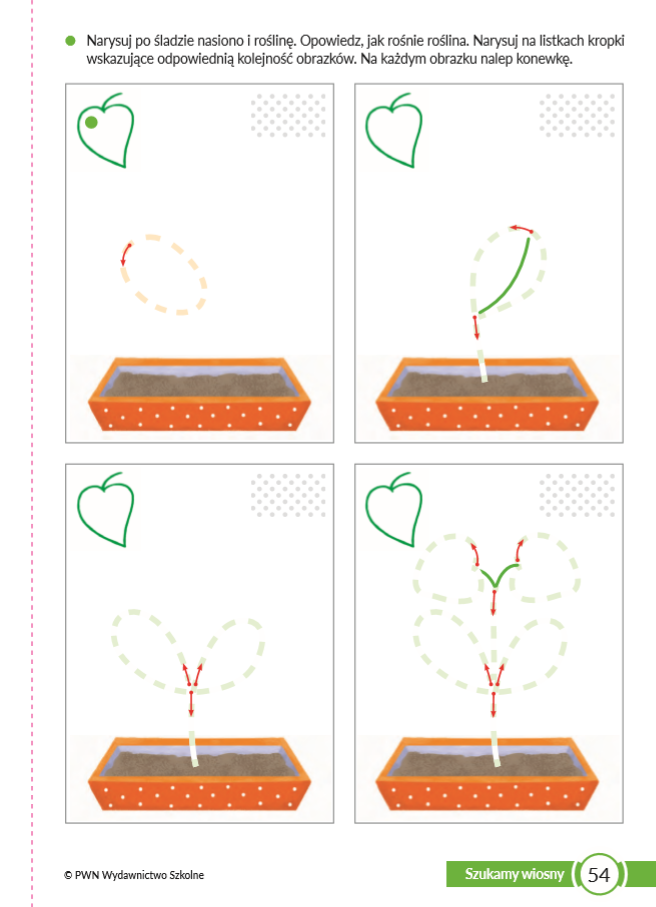 Narysuj po śladzie nasiono i roślinę. Opowiedz, jak rośnie roślina. Narysuj na listkach kropki
wskazujące odpowiednią kolejność obrazków. Na każdym obrazku nalep konewkę.
© PWN Wydawnictwo Szkolne
Szukamy wiosny 54